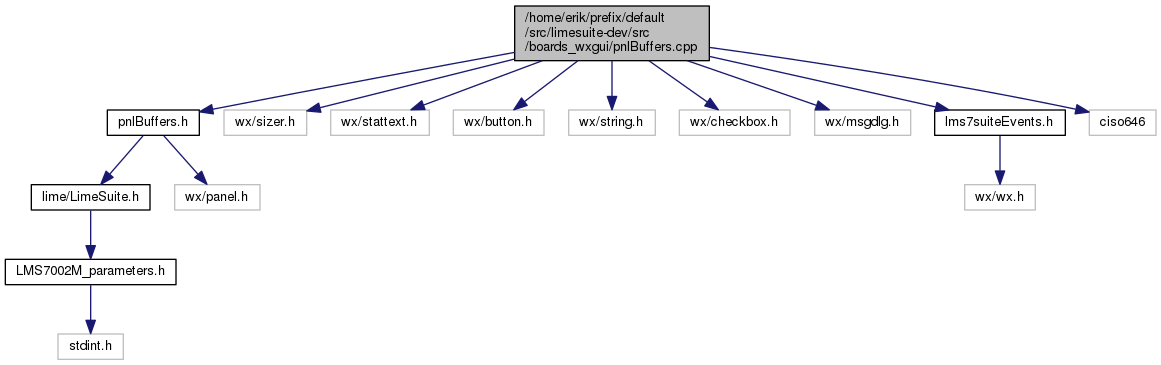 /home/erik/prefix/default
/src/limesuite-dev/src
/boards_wxgui/pnlBuffers.cpp
pnlBuffers.h
wx/sizer.h
wx/stattext.h
wx/button.h
wx/string.h
wx/checkbox.h
wx/msgdlg.h
lms7suiteEvents.h
ciso646
lime/LimeSuite.h
wx/panel.h
wx/wx.h
LMS7002M_parameters.h
stdint.h